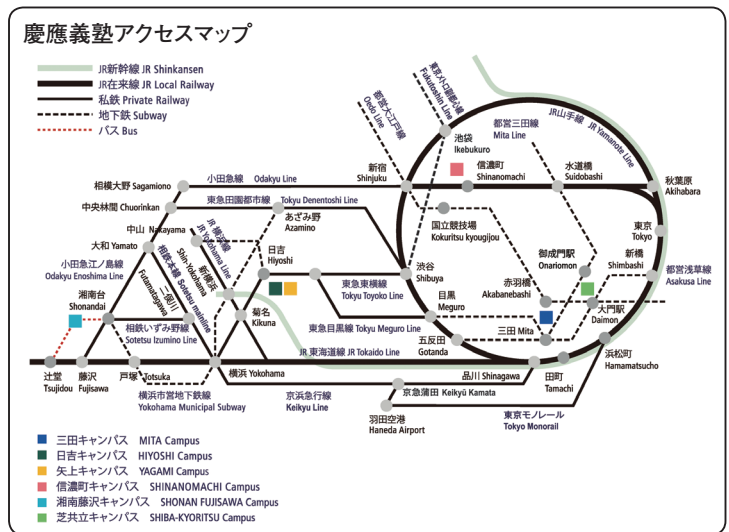 慶應義塾アクセスマップ
JR新幹線 JR Shinkansen
JR在来線 JR Local Railway
私鉄 Private Railway
地下鉄 Subway
バス Bus
東京メトロ副都心線
Fukutoshin Line
都営大江戸線
Oedo Line
都営三田線
Mita Line
JR山手線 JR Yamanote Line
池袋
Ikebukuro
信濃町
Shinanomachi
水道橋
Suidobashi
新宿
Shinjuku
秋葉原
Akihabara
小田急線 Odakyu Line
相模大野 Sagamiono
東急田園都市線 Tokyu Denentoshi Line
中央林間 Chuorinkan
あざみ野
Azamino
中山 Nakayama
JR横浜線
JR Yokohama Line
国立競技場
Kokuritsu kyougijou
東京
Tokyo
大和 Yamato
日吉
Hiyoshi
御成門駅
Onariomon
新橋
Shimbashi
小田急江ノ島線
Odakyu Enoshima Line
相鉄本線 Sotetsu mainline
新横浜
Shin-Yokohama
二俣川
Futamatagawa
渋谷
Shibuya
東急東横線
Tokyu Toyoko Line
都営浅草線
Asakusa Line
赤羽橋
Akabanebashi
湘南台
Shonandai
目黒
Meguro
大門駅
Daimon
菊名
Kikuna
東急目黒線 Tokyu Meguro Line
三田 Mita
相鉄いずみ野線
Sotetsu Izumino Line
五反田
Gotanda
浜松町
Hamamatsucho
JR 東海道線 JR Tokaido Line
辻堂
Tsujidou
藤沢
Fujisawa
戸塚 Totsuka
横浜 Yokohama
品川 Shinagawa
田町
Tamachi
横浜市営地下鉄線
Yokohama Municipal Subway
京浜急行線
Keikyu Line
京急蒲田 Keikyū Kamata
羽田空港
Haneda Airport
東京モノレール
Tokyo Monorail
三田キャンパス MITA Campus
日吉キャンパス HIYOSHI Campus
矢上キャンパス YAGAMI Campus
信濃町キャンパス SHINANOMACHI Campus
湘南藤沢キャンパス SHONAN FUJISAWA Campus
芝共立キャンパス SHIBA-KYORITSU Campus